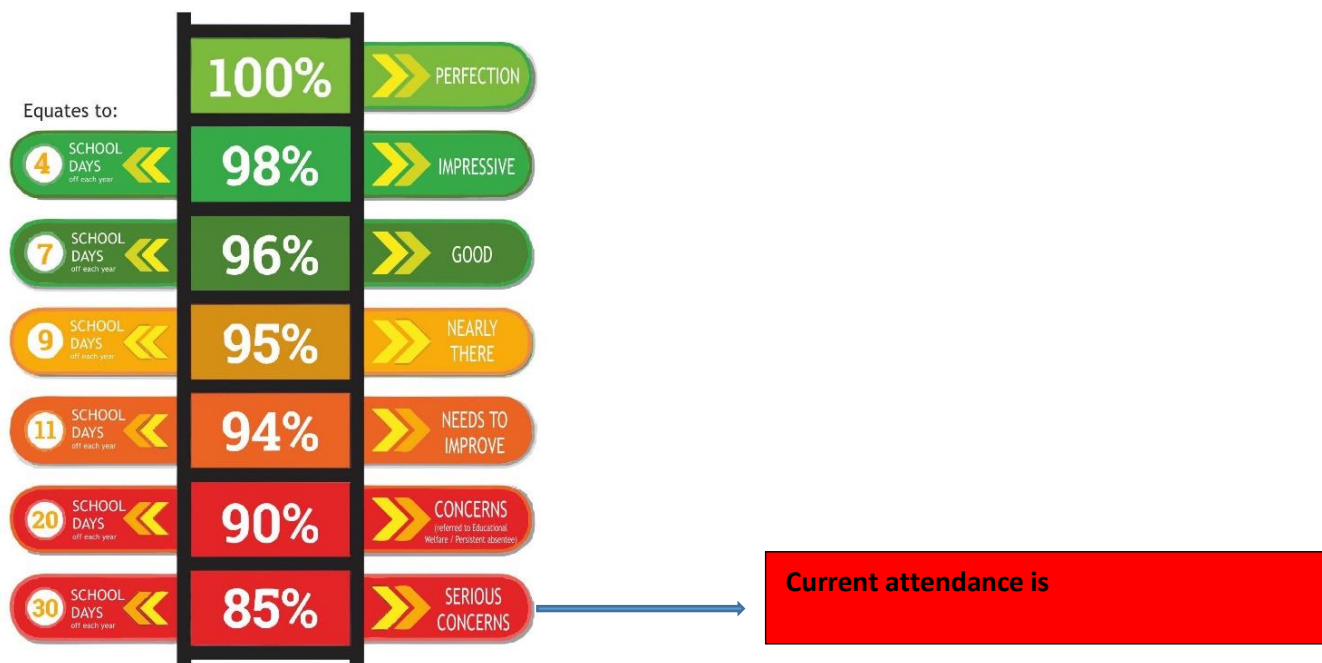 100%
PERFECTION
Equates to:
4
SCHOOL
DAYS
off each year
98%
IMPRESSIVE
7
SCHOOL
DAYS
off each year
96%
GOOD
9
SCHOOL
DAYS
off each year
95%
NEARLY
THERE
11
SCHOOL
DAYS
off each year
94%
NEEDS TO
IMPROVE
20
SCHOOL
DAYS
off each year
90%
CONCERNS
(referred to Educational
Welfare / Persistent absentee)
30
SCHOOL
DAYS
off each year
85%
SERIOUS
CONCERNS
Current attendance is